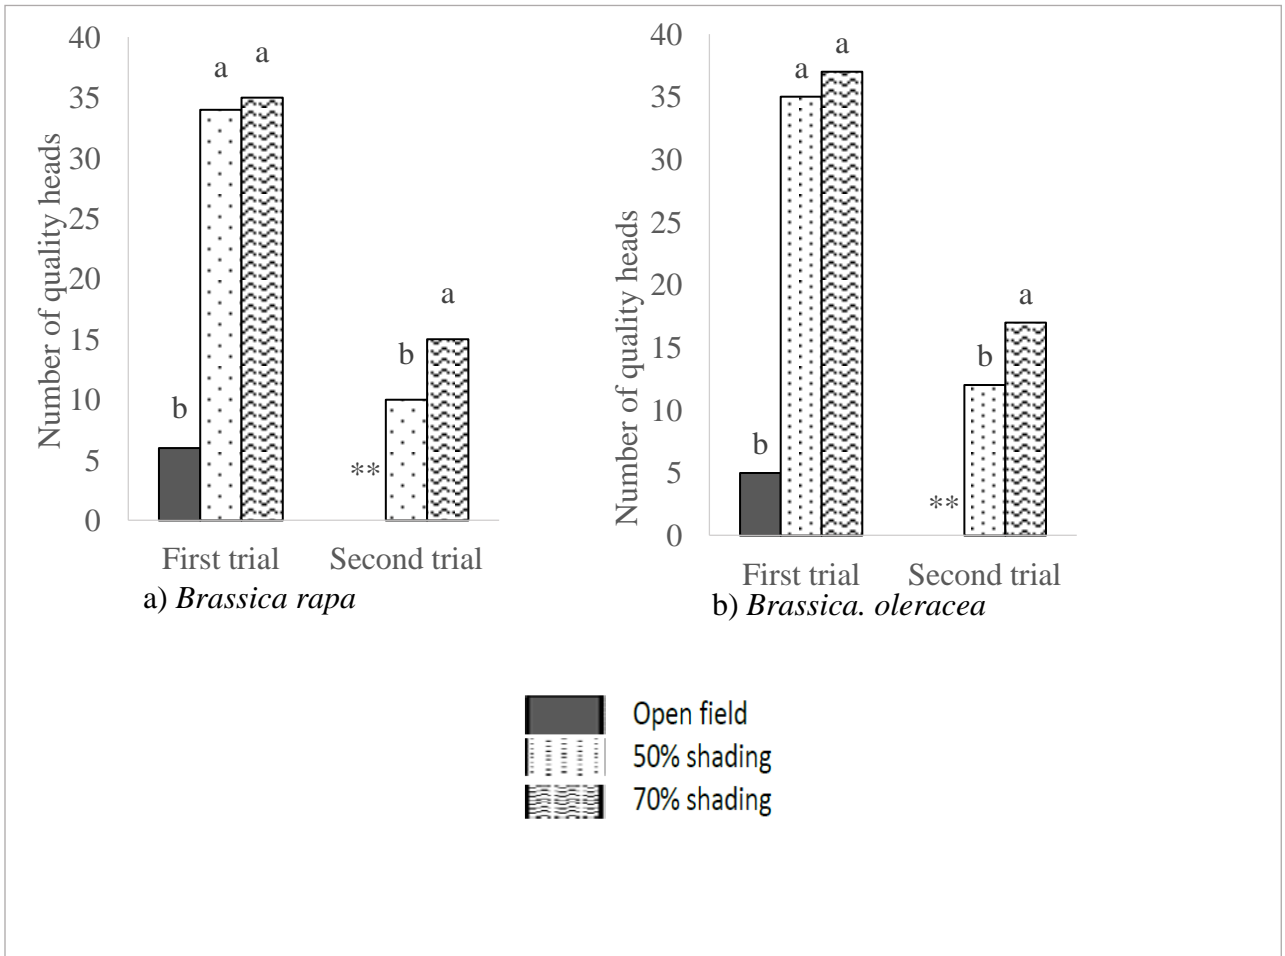 Number of quality heads
40
35
30
25
20
15
10
5
0
b
a
a
**
b
a
First trial
Second trial
a) Brassica rapa
Number of quality heads
40
35
30
25
20
15
10
5
0
b
a
a
**
b
a
First trial
Second trial
b) Brassica. oleracea
Open field
50% shading
70% shading